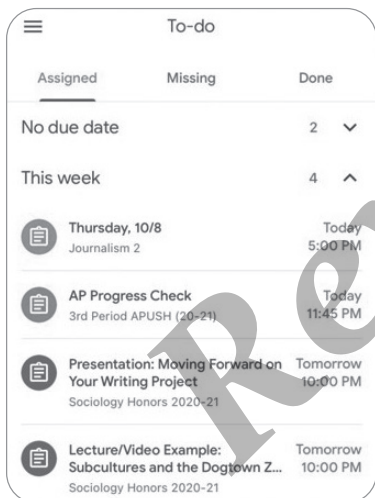 To-do
Assigned Missing Done
No due date 2
This week 4
Thursday, 10/8 Today
Journalism 2 5:00 PM
AP Progress Check Today
3rd Period APUSH (20-21) 11:45 PM
Presentation: Moving Forward on Tomorrow
Your Writing Project 10:00 PM
Sociology Honors 2020-21
Lecture/Video Example: Tomorrow
Subcultures and the Dogtown Z... 10:00 PM
Sociology Honors 2020-21
Re